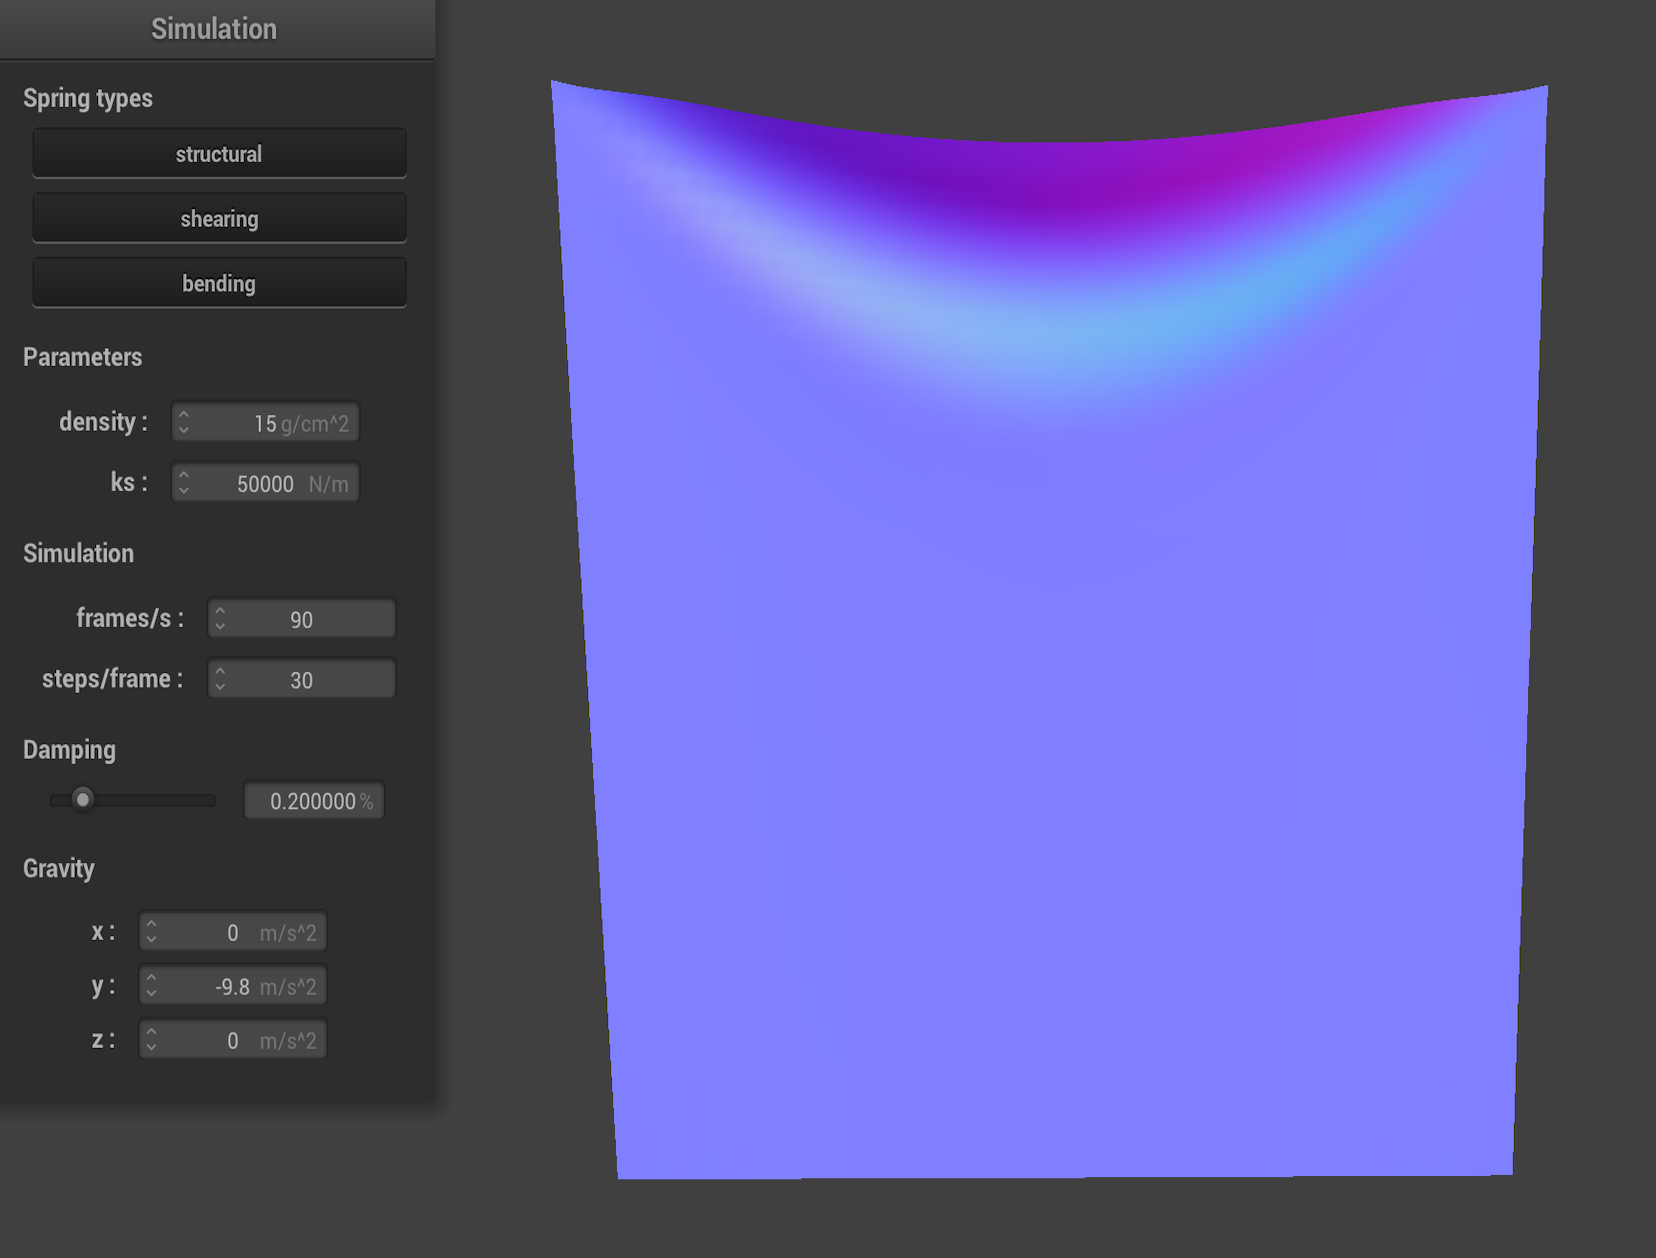 Simulation
Spring types
structural
shearing
bending
Parameters
density : 15 g/cm^2
ks : 50000 N/m
Simulation
frames/s : 90
steps/frame : 30
Damping
0.200000 %
Gravity
x : 0 m/s^2
y : -9.8 m/s^2
z : 0 m/s^2